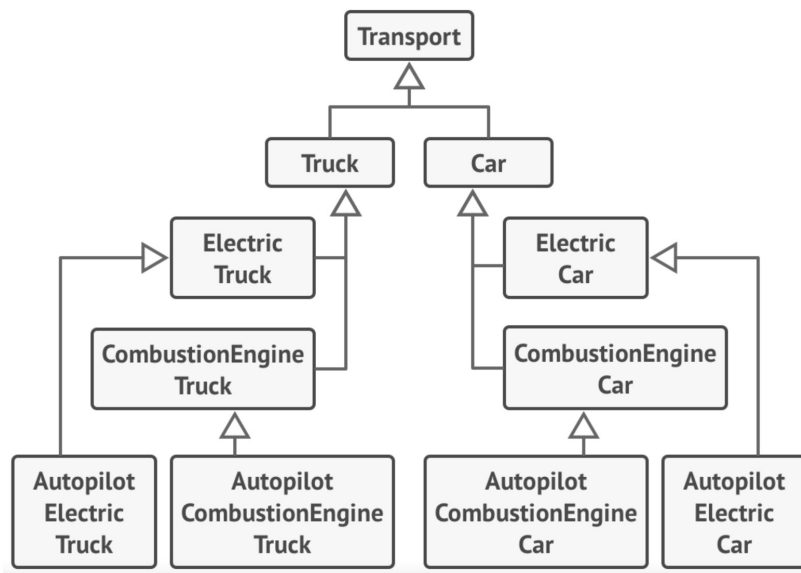 Transport
Truck
Car
Electric
Truck
Electric
Car
CombustionEngine
Truck
CombustionEngine
Car
Autopilot
Electric
Truck
Autopilot
CombustionEngine
Truck
Autopilot
CombustionEngine
Car
Autopilot
Electric
Car